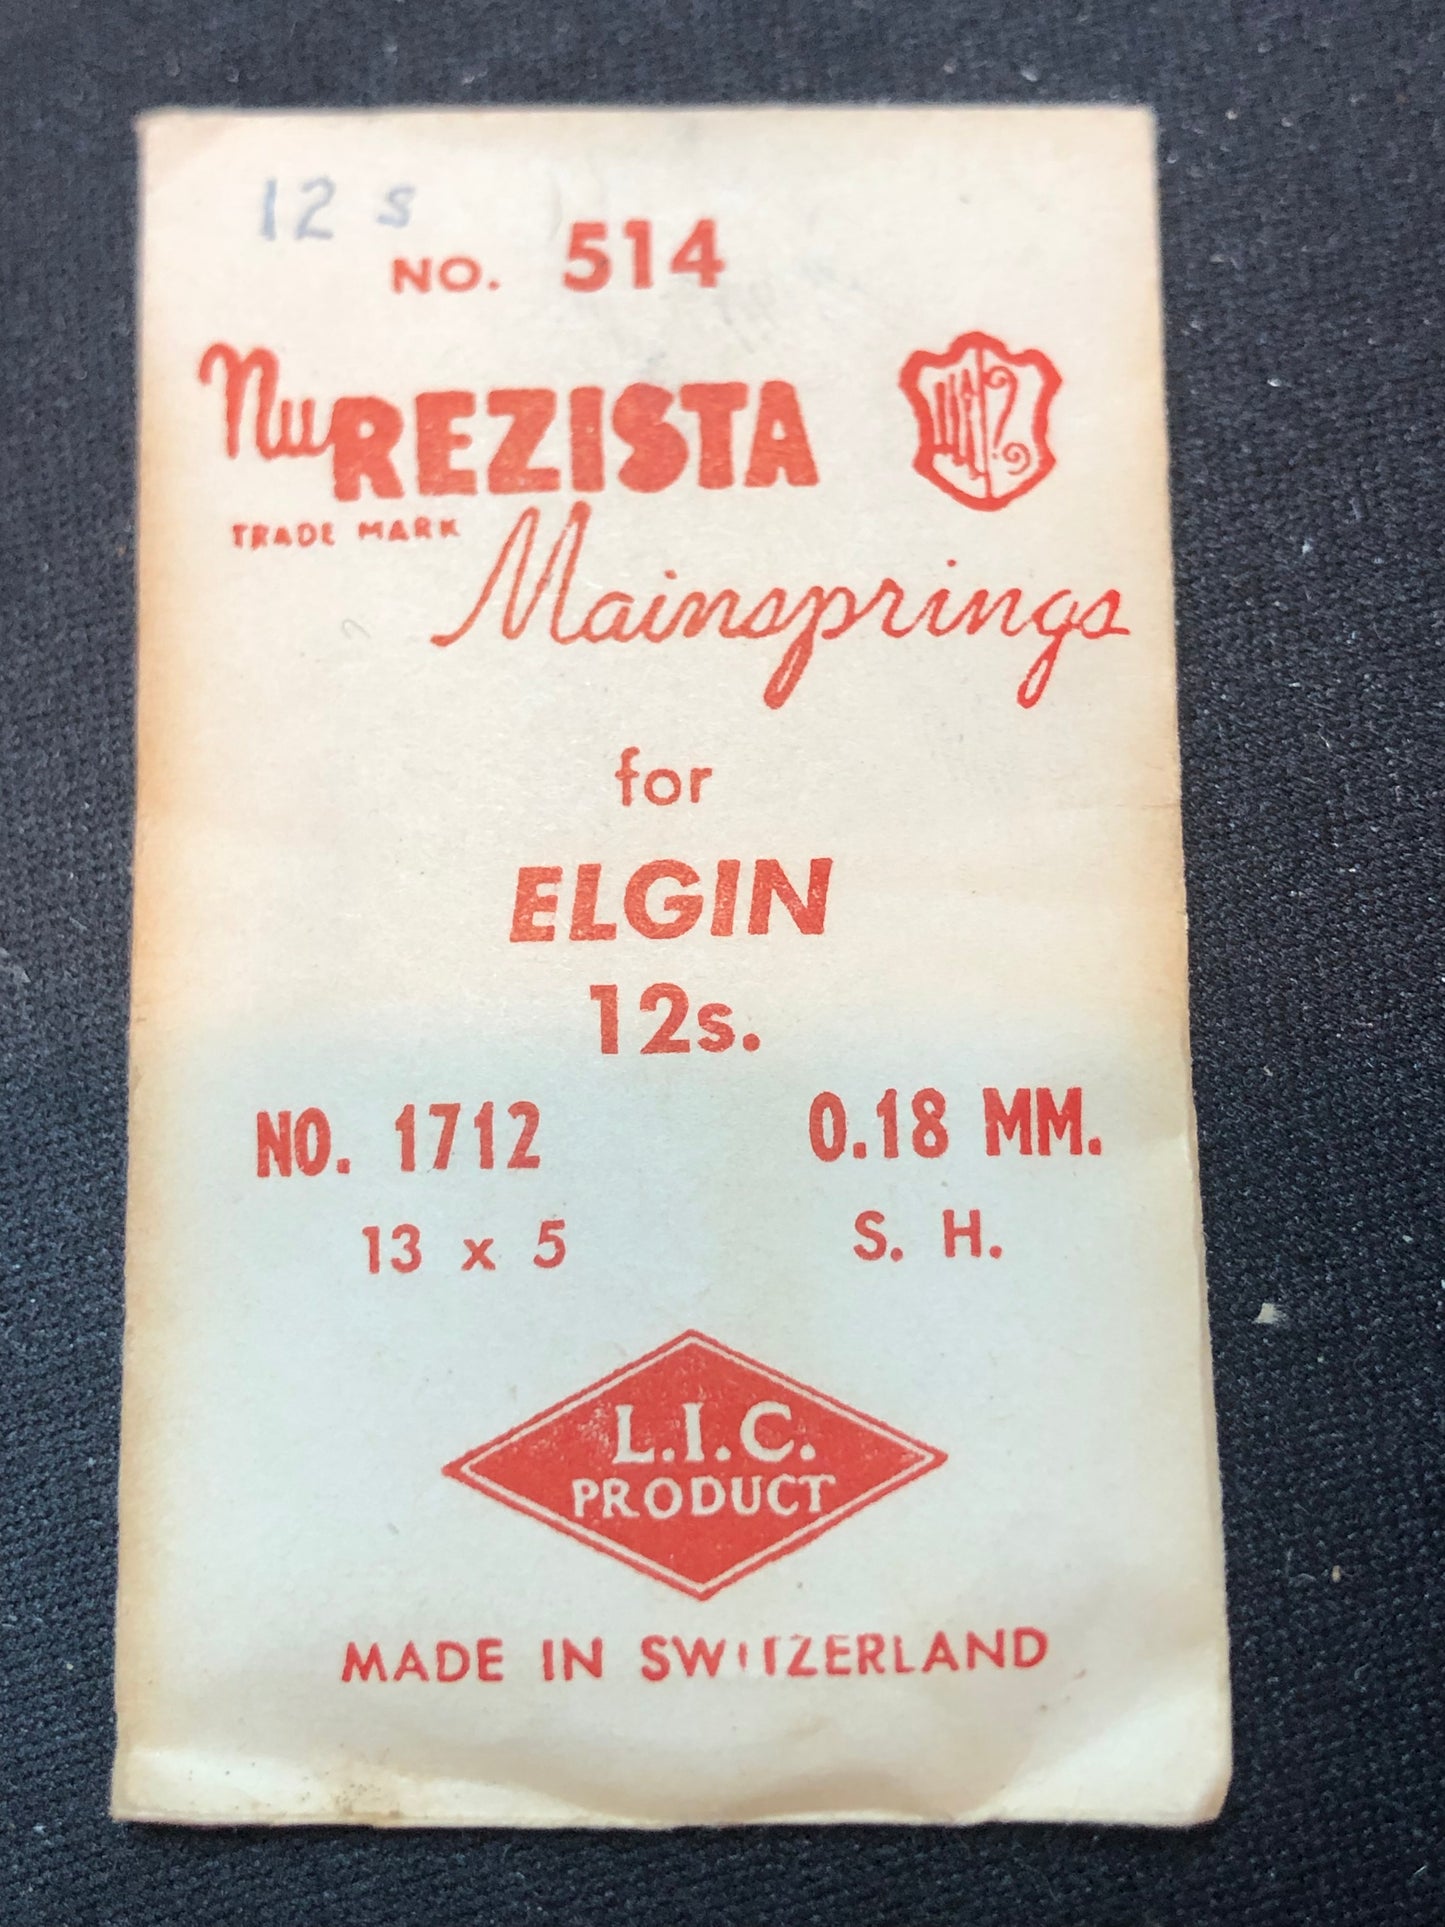 12 s
NO. 514
NuREZISTA
TRADE MARK
Mainsprings
for
ELGIN
12s.
NO. 1712 0.18 MM.
13 x 5 S. H.
L.I.C.
PRODUCT
MADE IN SWITZERLAND